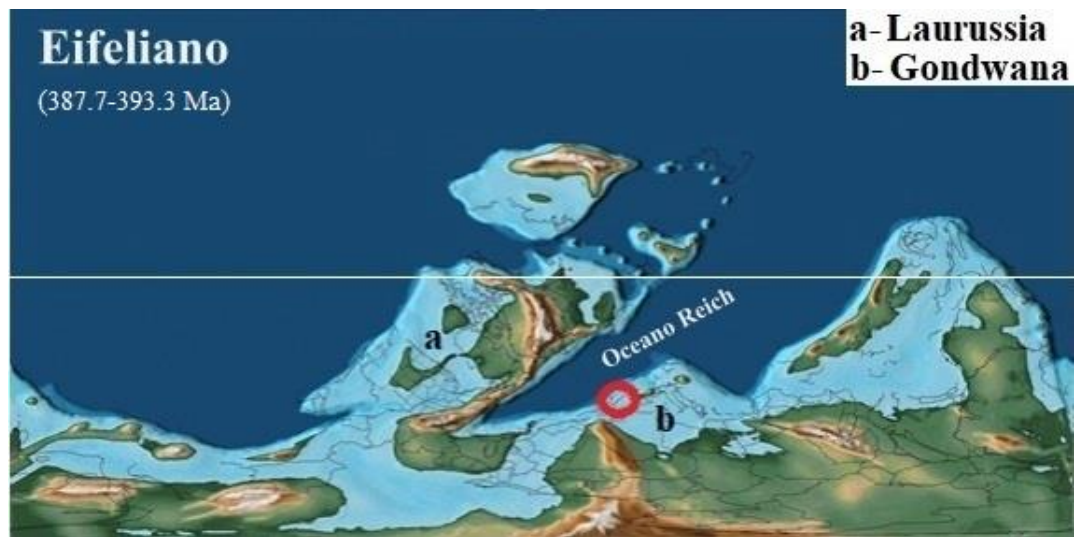 Eifeliano
(387.7-393.3 Ma)
a- Laurussia
b- Gondwana
Oceano Reich
a
b